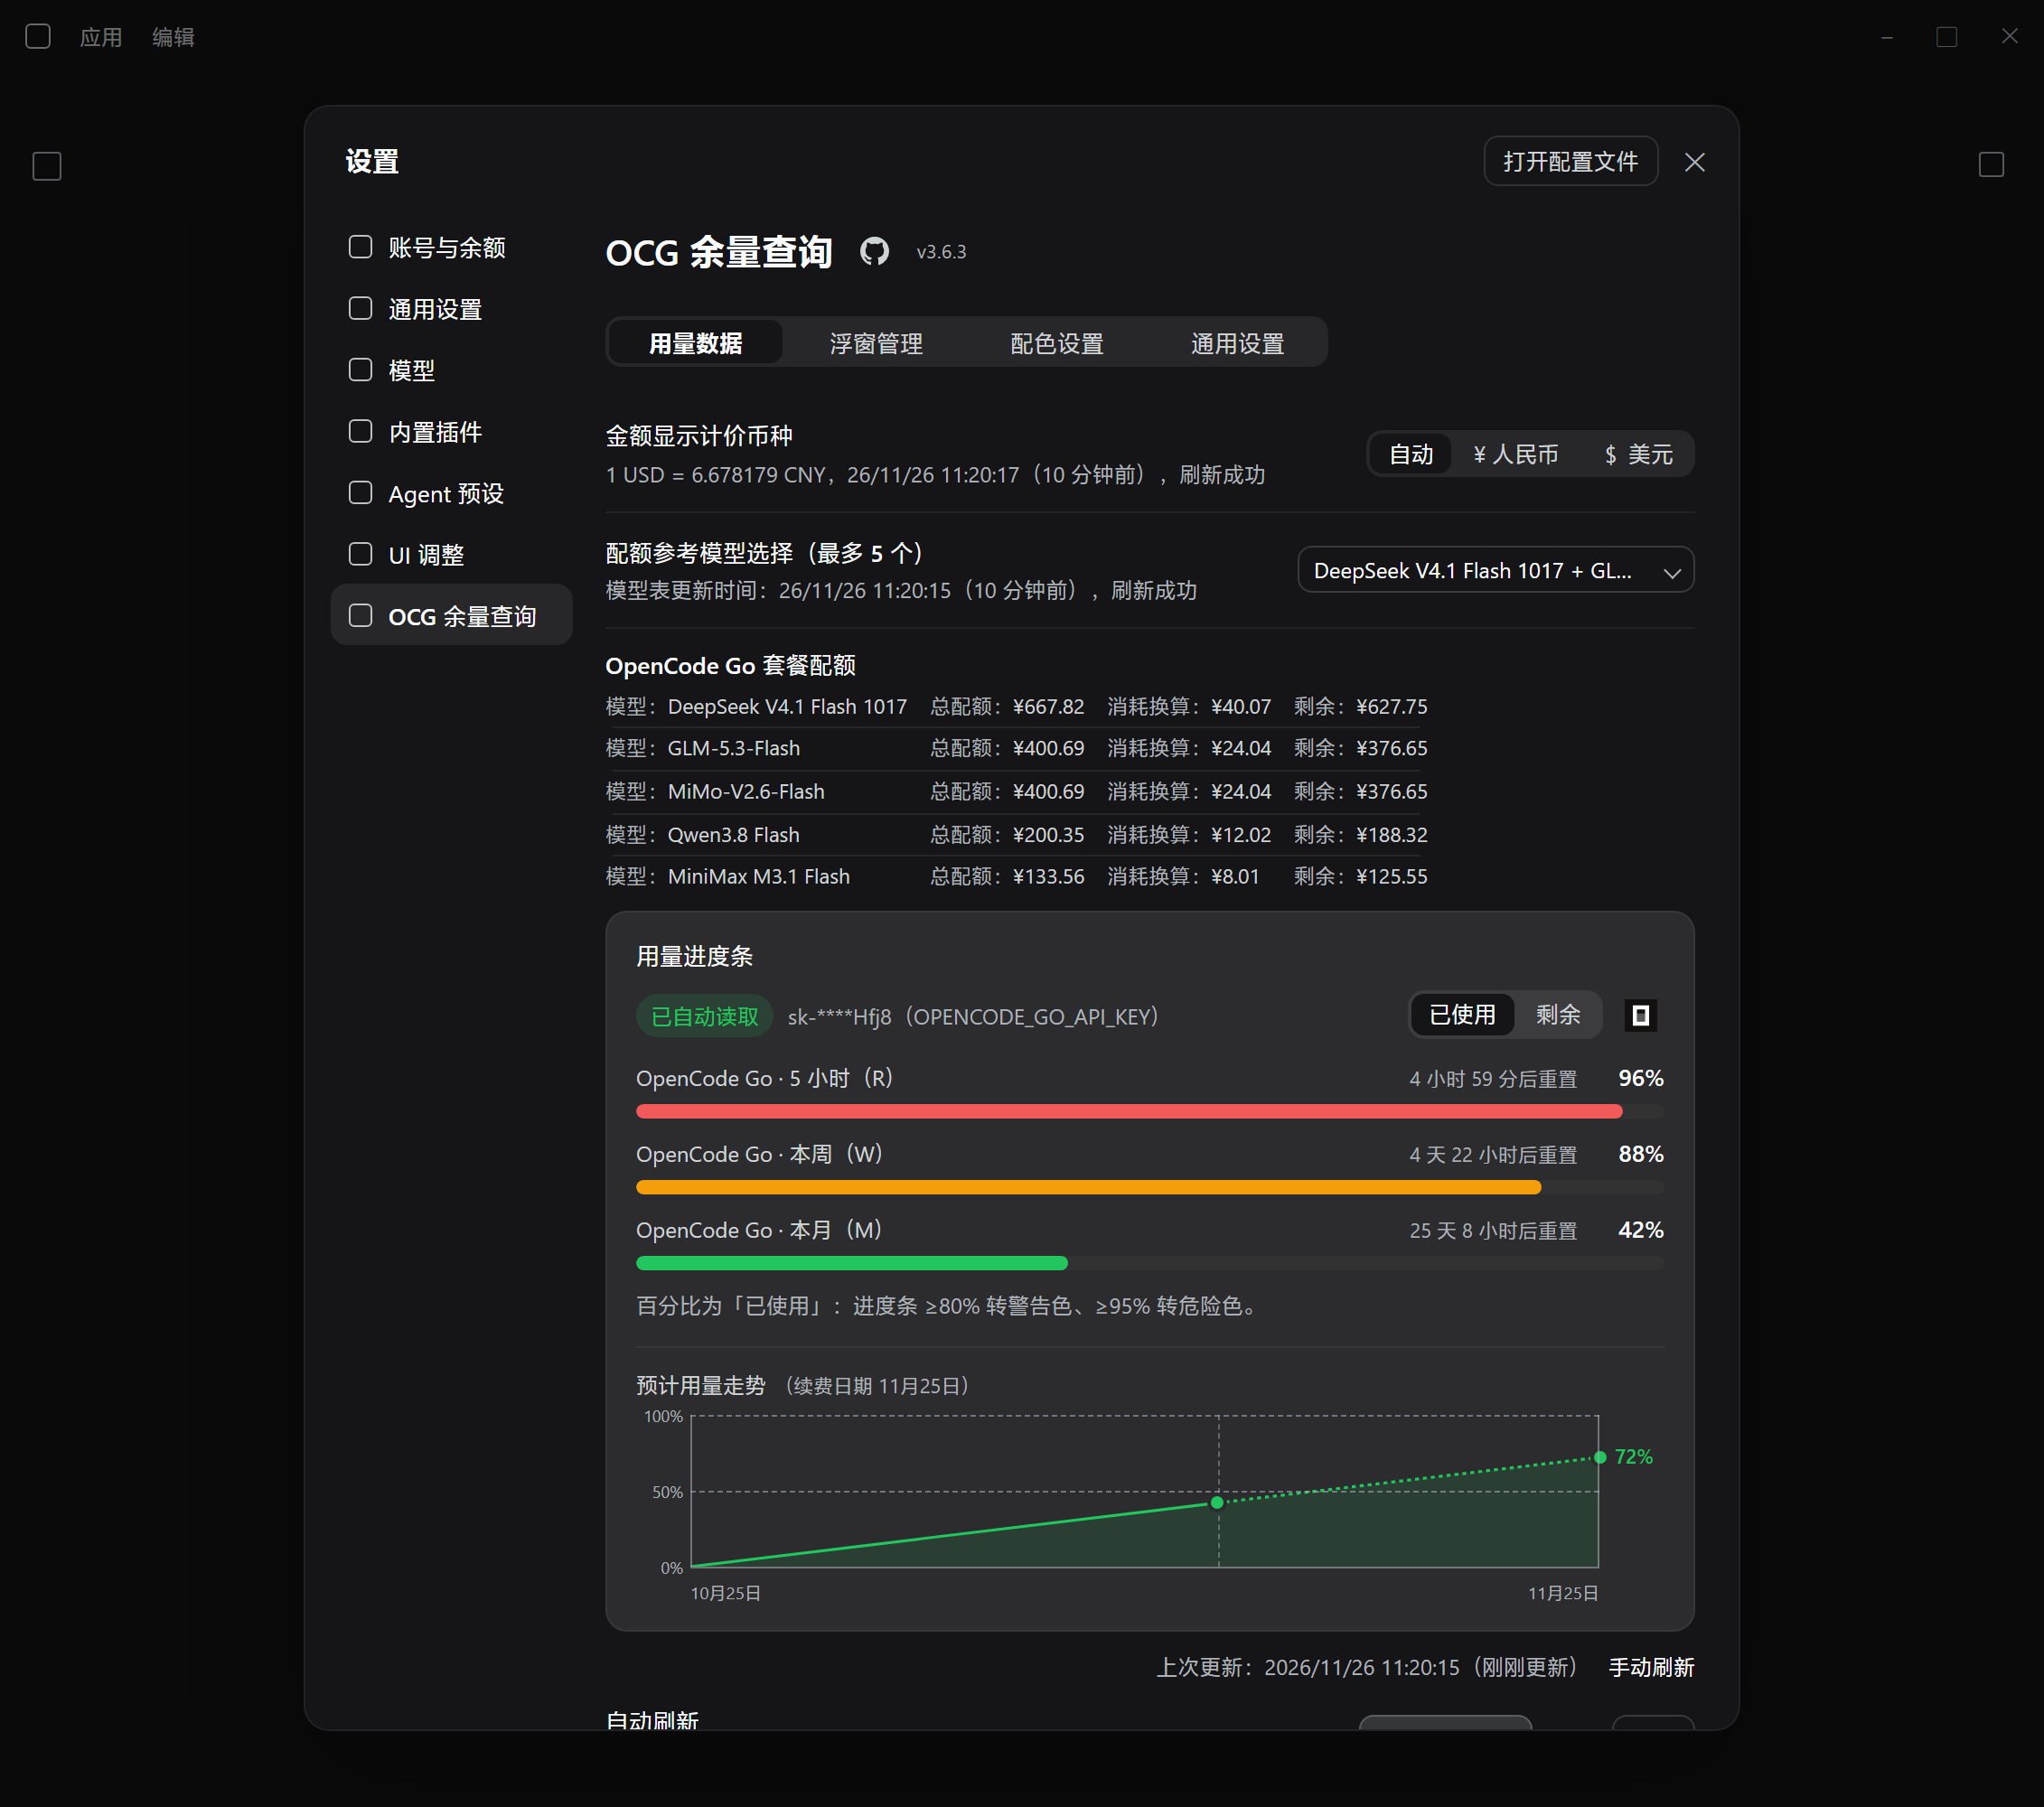 应用 编辑
设置 打开配置文件
账号与余额
通用设置
模型
内置插件
Agent 预设
UI 调整
OCG 余量查询
OCG 余量查询 v3.6.3
用量数据 浮窗管理 配色设置 通用设置
金额显示计价币种
1 USD = 6.678179 CNY，26/11/26 11:20:17（10 分钟前），刷新成功
自动 ¥ 人民币 $ 美元
配额参考模型选择（最多 5 个）
模型表更新时间：26/11/26 11:20:15（10 分钟前），刷新成功
DeepSeek V4.1 Flash 1017 + GL...
OpenCode Go 套餐配额
模型：DeepSeek V4.1 Flash 1017 总配额：¥667.82 消耗换算：¥40.07 剩余：¥627.75
模型：GLM-5.3-Flash 总配额：¥400.69 消耗换算：¥24.04 剩余：¥376.65
模型：MiMo-V2.6-Flash 总配额：¥400.69 消耗换算：¥24.04 剩余：¥376.65
模型：Qwen3.8 Flash 总配额：¥200.35 消耗换算：¥12.02 剩余：¥188.32
模型：MiniMax M3.1 Flash 总配额：¥133.56 消耗换算：¥8.01 剩余：¥125.55
用量进度条
已自动读取 sk-****Hfj8（OPENCODE_GO_API_KEY） 已使用 剩余
OpenCode Go · 5 小时（R） 4 小时 59 分后重置 96%
OpenCode Go · 本周（W） 4 天 22 小时后重置 88%
OpenCode Go · 本月（M） 25 天 8 小时后重置 42%
百分比为「已使用」：进度条 ≥80% 转警告色、≥95% 转危险色。
预计用量走势 （续费日期 11月25日）
100%
72%
50%
0%
10月25日 11月25日
上次更新：2026/11/26 11:20:15（刚刚更新） 手动刷新
自动刷新